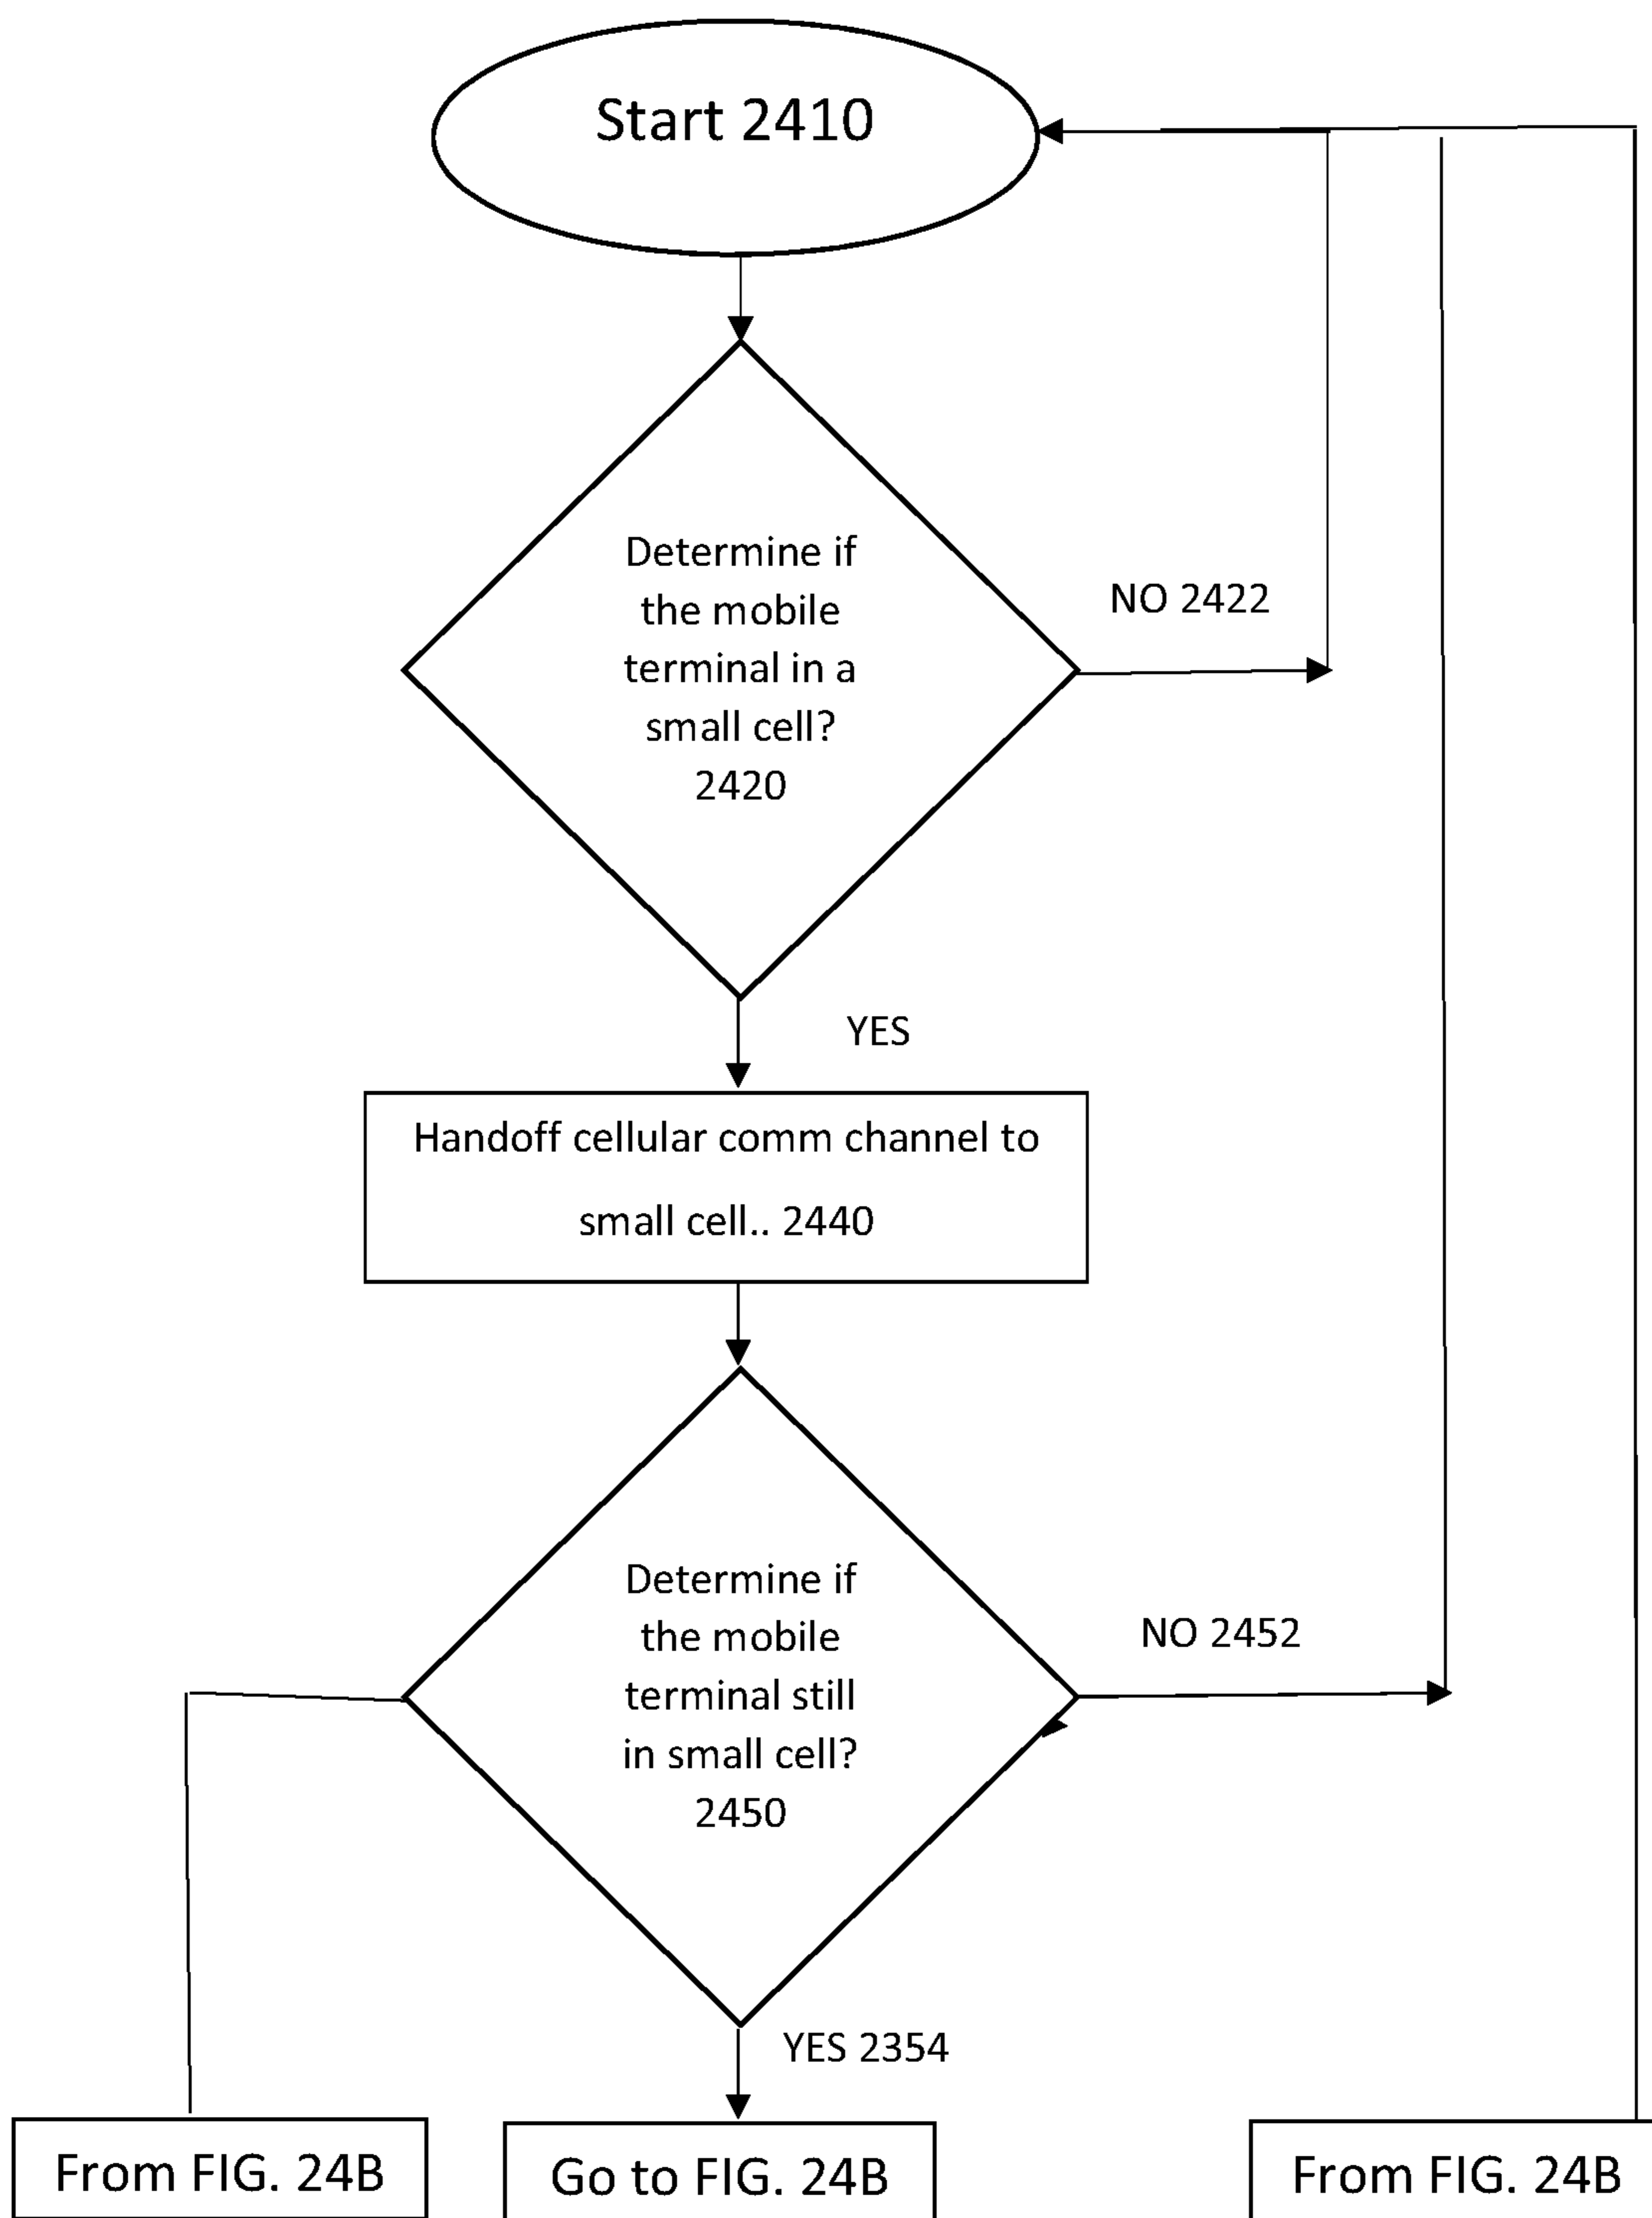 Start 2410
Determine if
the mobile
terminal in a
small cell?
2420
NO 2422
YES
Handoff cellular comm channel to
small cell.. 2440
Determine if
the mobile
terminal still
in small cell?
2450
NO 2452
YES 2354
From FIG. 24B
Go to FIG. 24B
From FIG. 24B